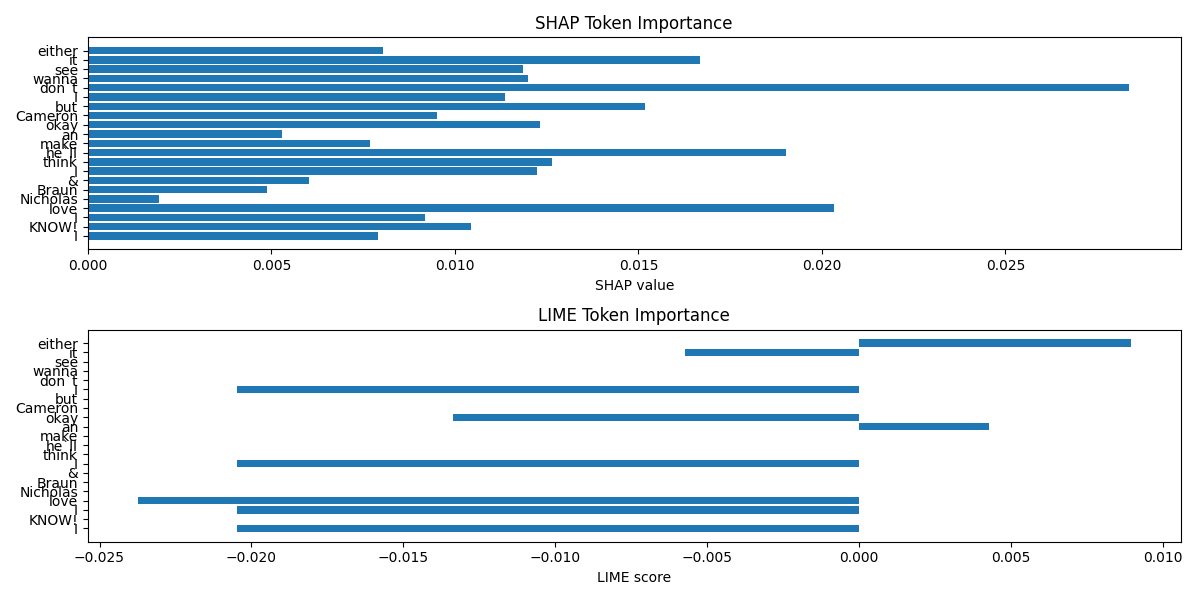 SHAP Token Importance
either
it
see
wanna
don t
I
but
Cameron
okay
an
make
he ll
think
I
&
Braun
Nicholas
love
I
KNOW!
I
0.000 0.005 0.010 0.015 0.020 0.025
SHAP value
LIME Token Importance
either
it
see
wanna
don t
I
but
Cameron
okay
an
make
he ll
think
I
&
Braun
Nicholas
love
I
KNOW!
I
−0.025 −0.020 −0.015 −0.010 −0.005 0.000 0.005 0.010
LIME score